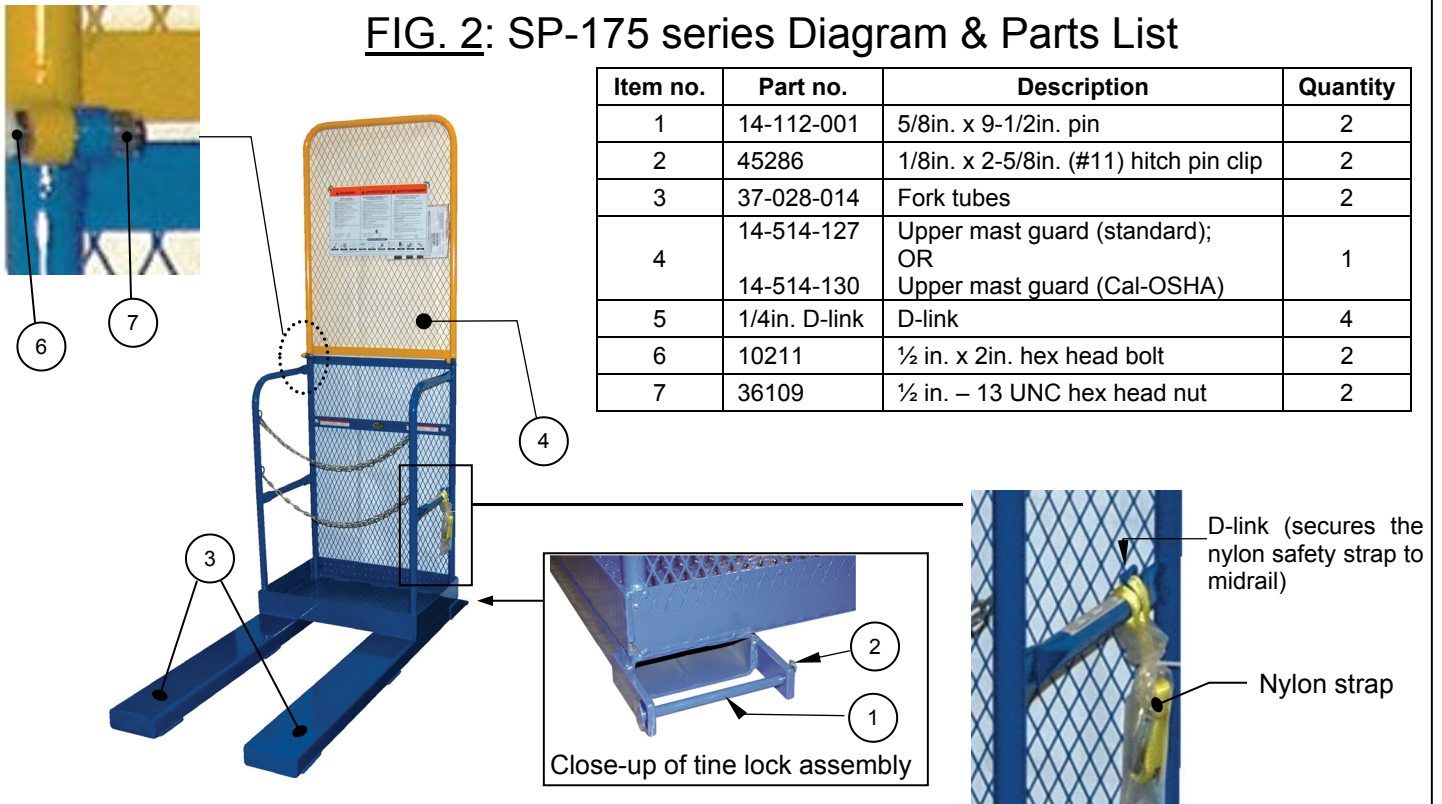 FIG. 2: SP-175 series Diagram & Parts List
Item no. Part no. Description Quantity
1 14-112-001 5/8in. x 9-1/2in. pin 2
2 45286 1/8in. x 2-5/8in. (#11) hitch pin clip 2
3 37-028-014 Fork tubes 2
4 14-514-127 Upper mast guard (standard); 1
OR
14-514-130 Upper mast guard (Cal-OSHA)
5 1/4in. D-link D-link 4
6 10211 ½ in. x 2in. hex head bolt 2
7 36109 ½ in. – 13 UNC hex head nut 2
6
7
4
3
2
1
Close-up of tine lock assembly
D-link (secures the
nylon safety strap to
midrail)
Nylon strap